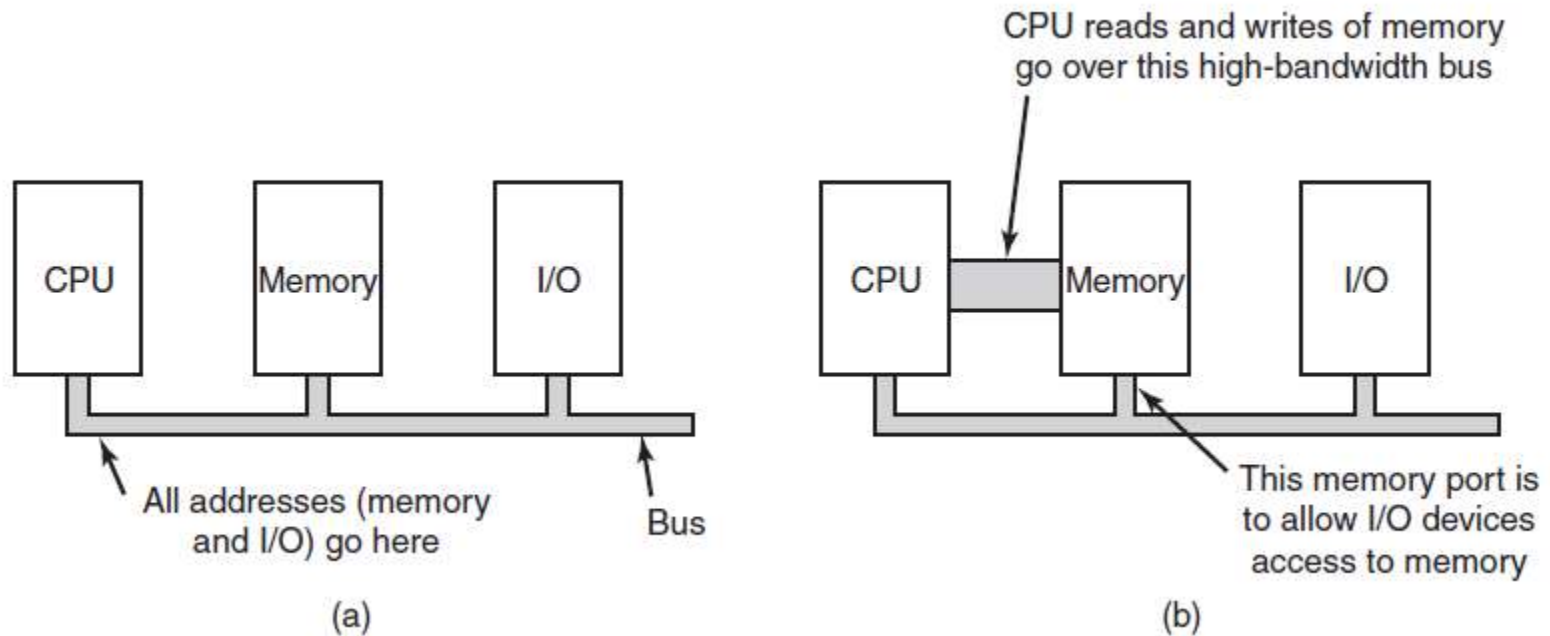 CPU reads and writes of memory
go over this high-bandwidth bus
CPU
Memory
I/O
CPU
Memory
I/O
All addresses (memory
and I/O) go here
Bus
This memory port is
to allow I/O devices
access to memory
(a)
(b)